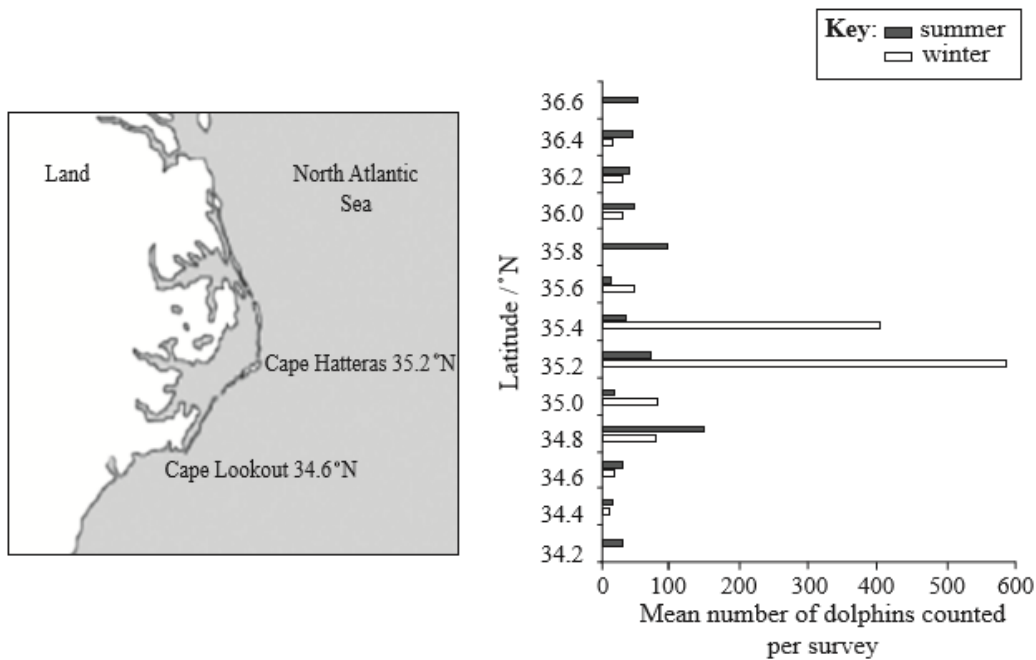 Key: summer
winter
Land
North Atlantic
Sea
Cape Hatteras 35.2°N
Cape Lookout 34.6°N
Latitude /°N
36.6
36.4
36.2
36.0
35.8
35.6
35.4
35.2
35.0
34.8
34.6
34.4
34.2
0 100 200 300 400 500 600
Mean number of dolphins counted
per survey